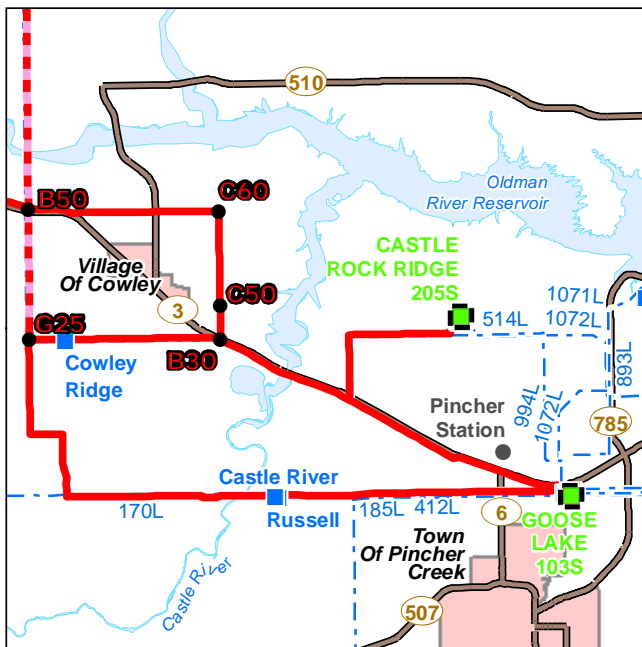 510
B50
C60
Oldman
River Reservoir
CASTLE
ROCK RIDGE
205S
Village
Of Cowley
3
C50
1071L
1072L
514L
G25
B30
Cowley
Ridge
893L
994L
1072L
785
Pincher
Station
Castle River
Russell
170L
185L
412L
6
GOOSE
LAKE
103S
Town
Of Pincher
Creek
Castle River
507